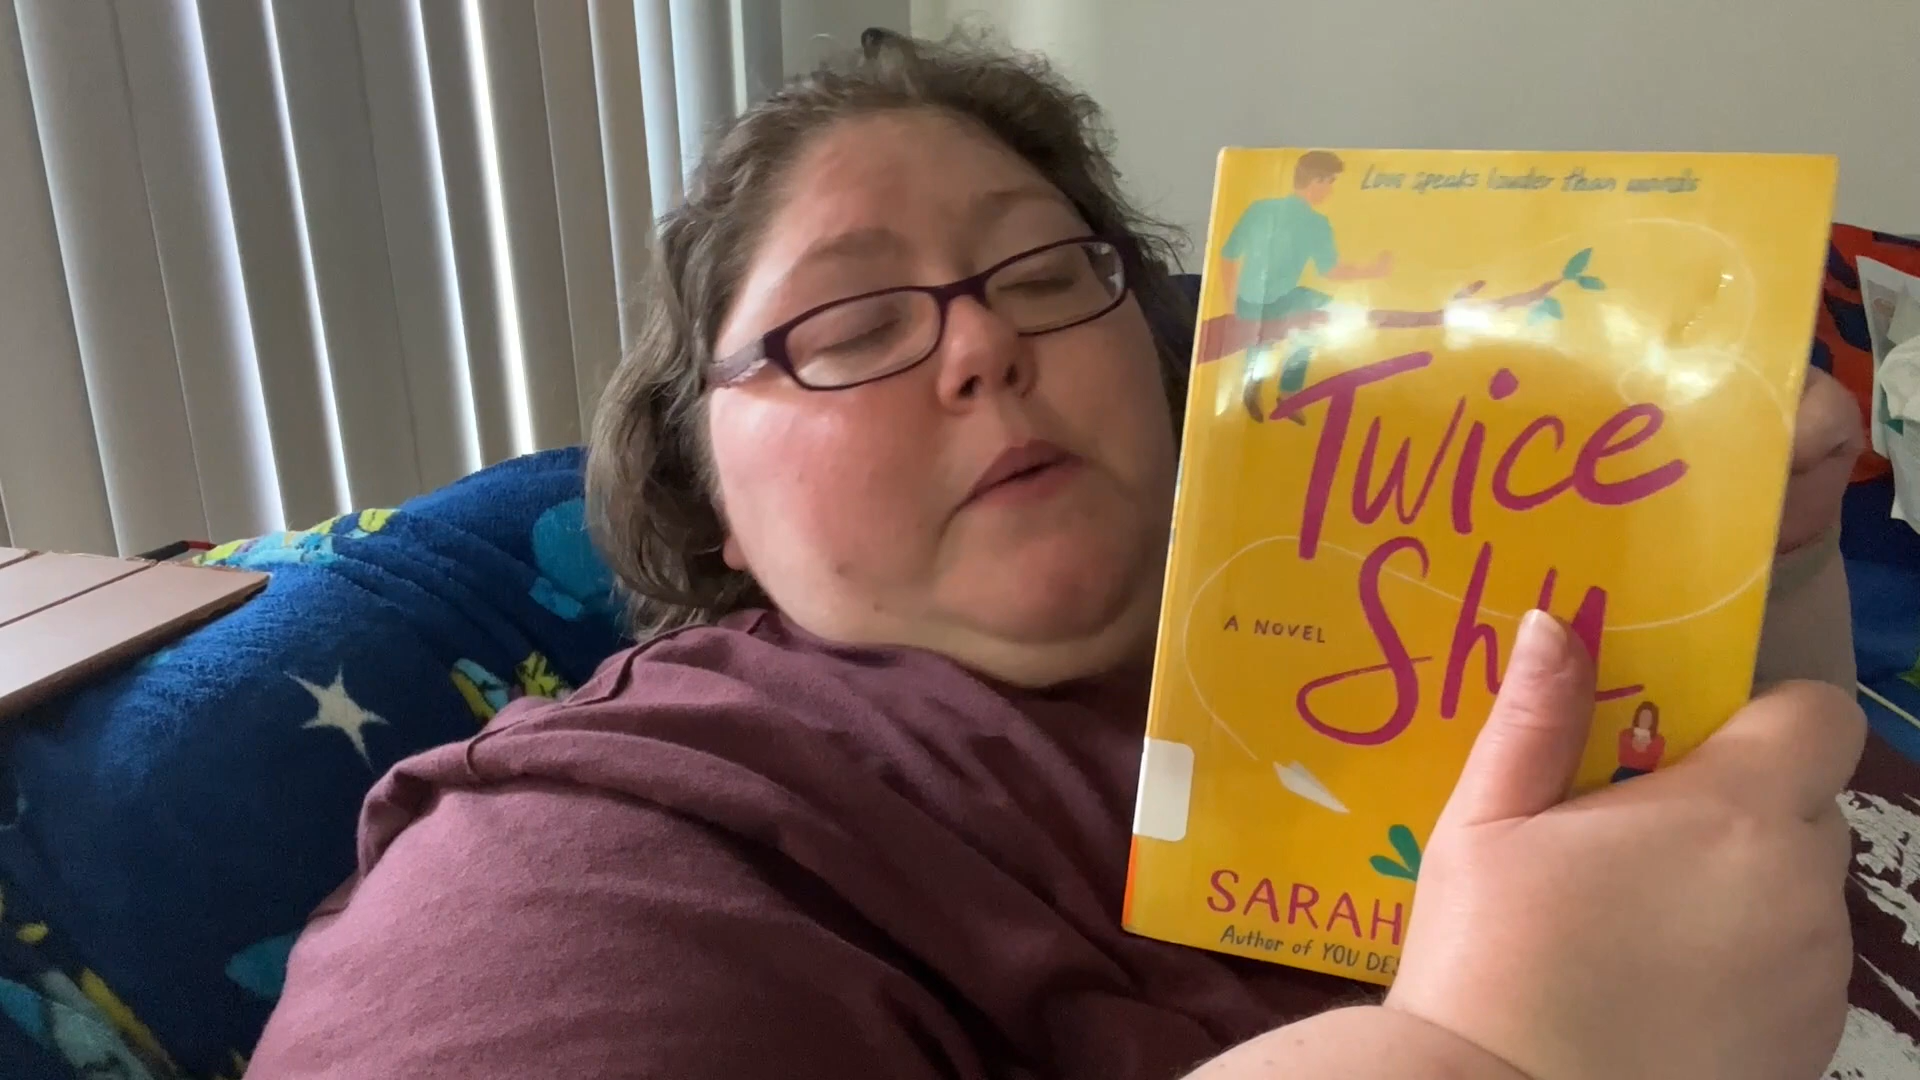 Love speaks louder than words
Twice
Shy
A NOVEL
SARAH
Author of YOU DES